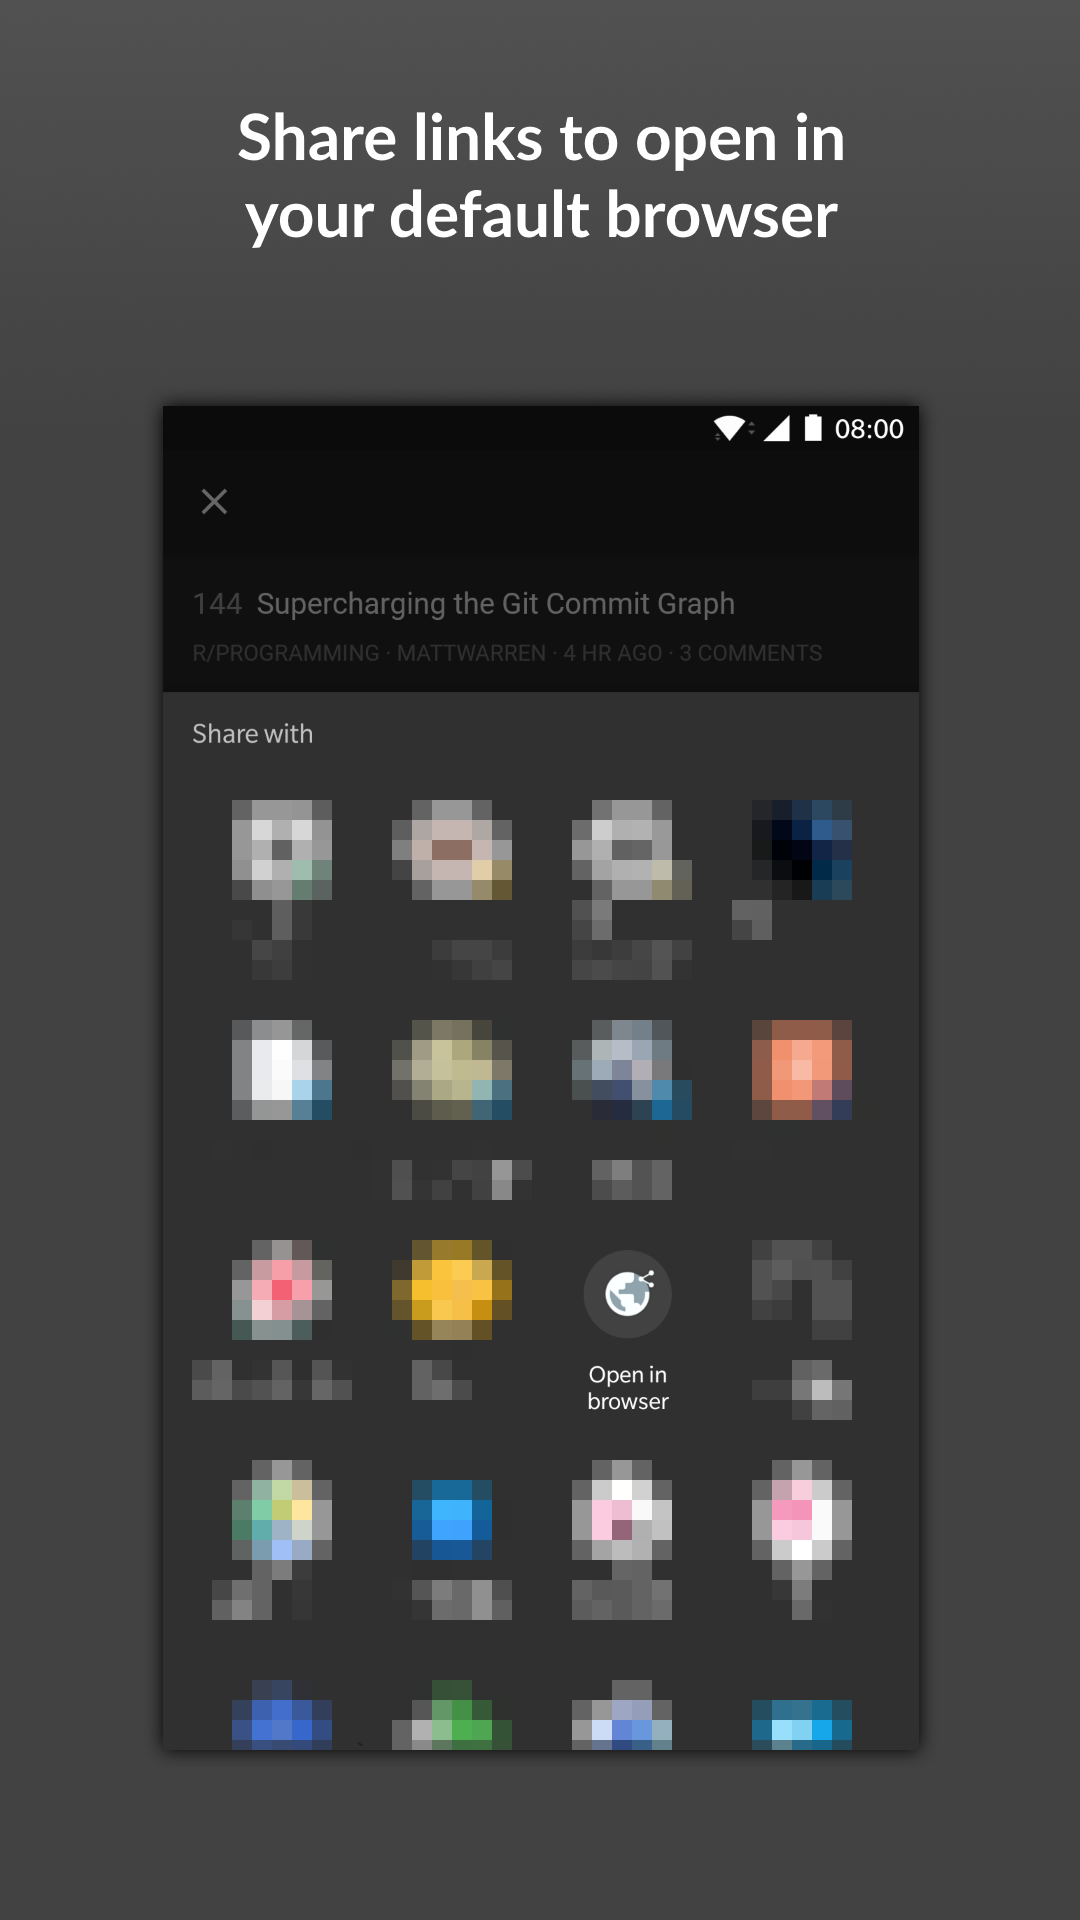 Share links to open in
your default browser
08:00
144 Supercharging the Git Commit Graph
R/PROGRAMMING · MATTWARREN · 4 HR AGO · 3 COMMENTS
Share with
Open in
browser